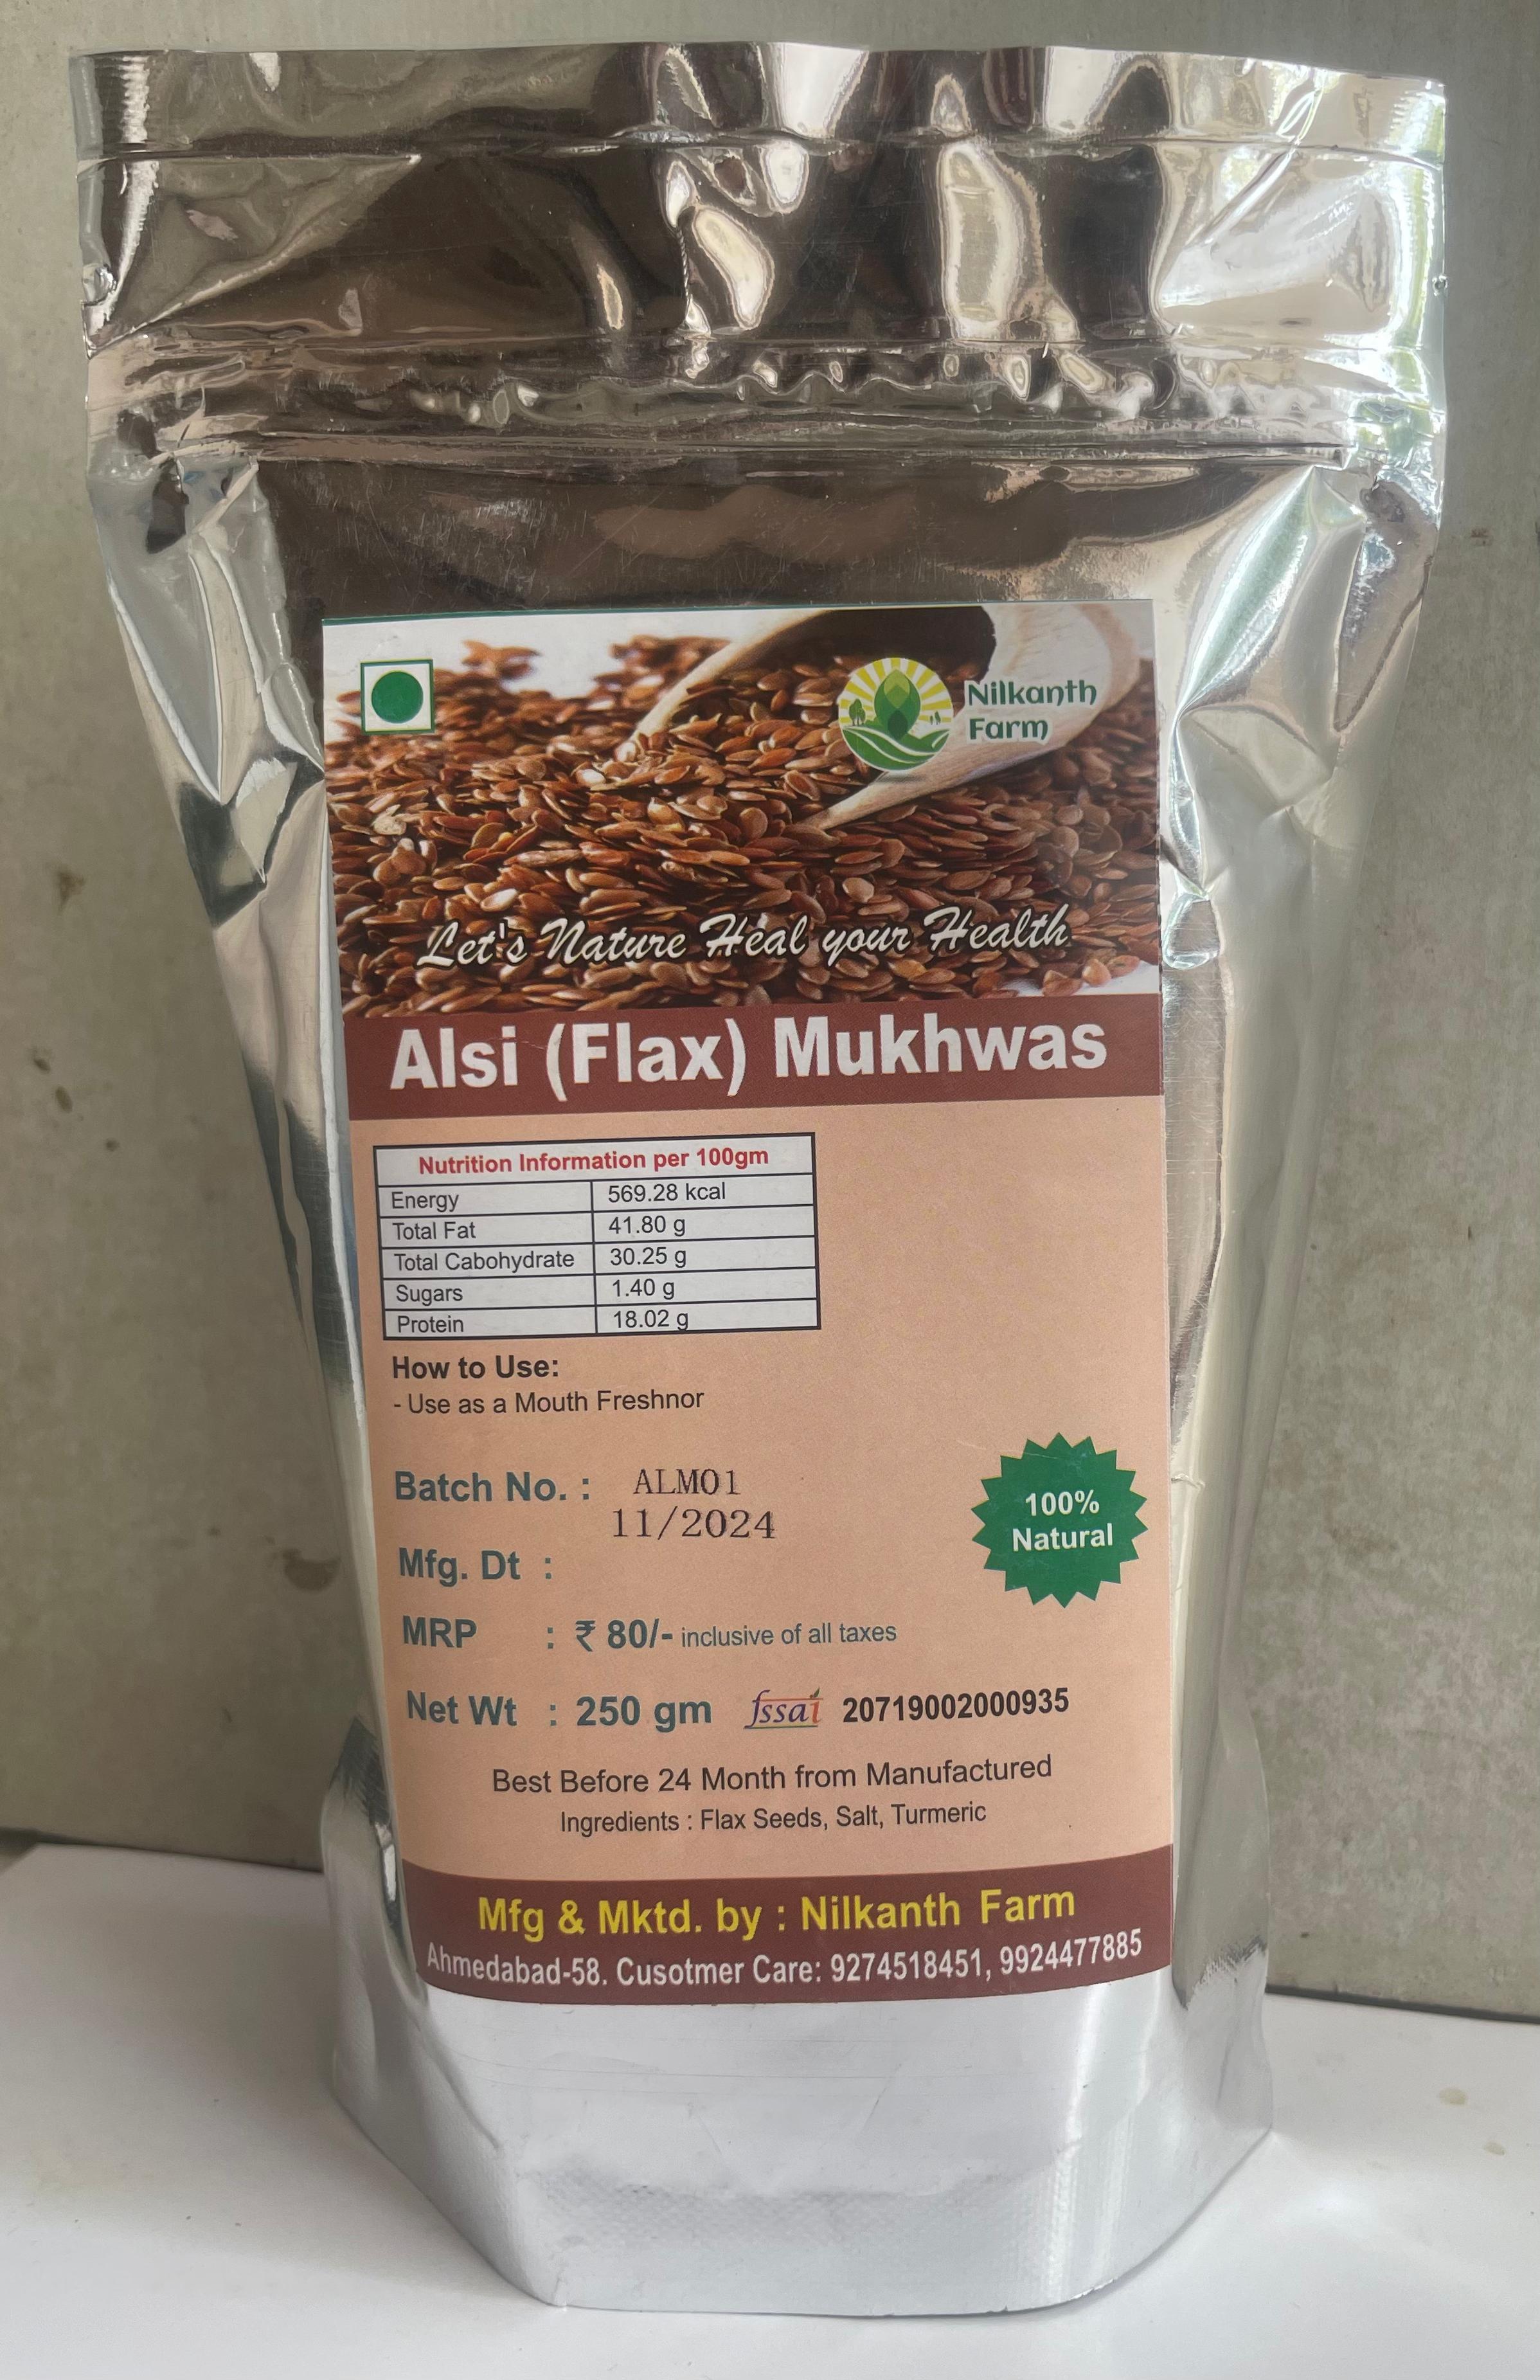 Nilkanth
Farm
Let's Nature Heal your Health
Alsi (Flax) Mukhwas
Nutrition Information per 100gm
Energy 569.28 kcal
Total Fat 41.80 g
Total Cabohydrate 30.25 g
Sugars 1.40 g
Protein 18.02 g
How to Use:
- Use as a Mouth Freshnor
Batch No. : ALM01
11/2024
Mfg. Dt :
100%
Natural
MRP : ₹ 80/- inclusive of all taxes
Net Wt : 250 gm fssai 20719002000935
Best Before 24 Month from Manufactured
Ingredients : Flax Seeds, Salt, Turmeric
Mfg & Mktd. by : Nilkanth Farm
Ahmedabad-58. Cusotmer Care: 9274518451, 9924477885